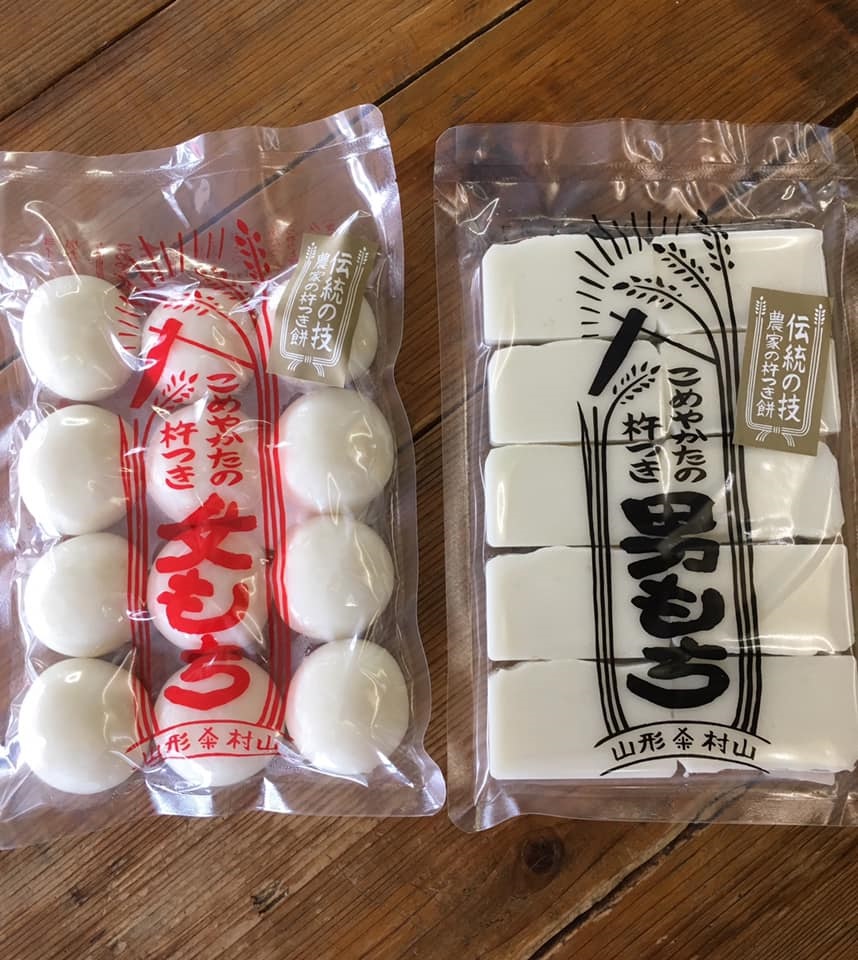 伝統の技
農家の杵つき餅
こめやかたの
杵つき
女もち
山形 村山
伝統の技
農家の杵つき餅
こめやかたの
杵つき
男もち
山形 村山